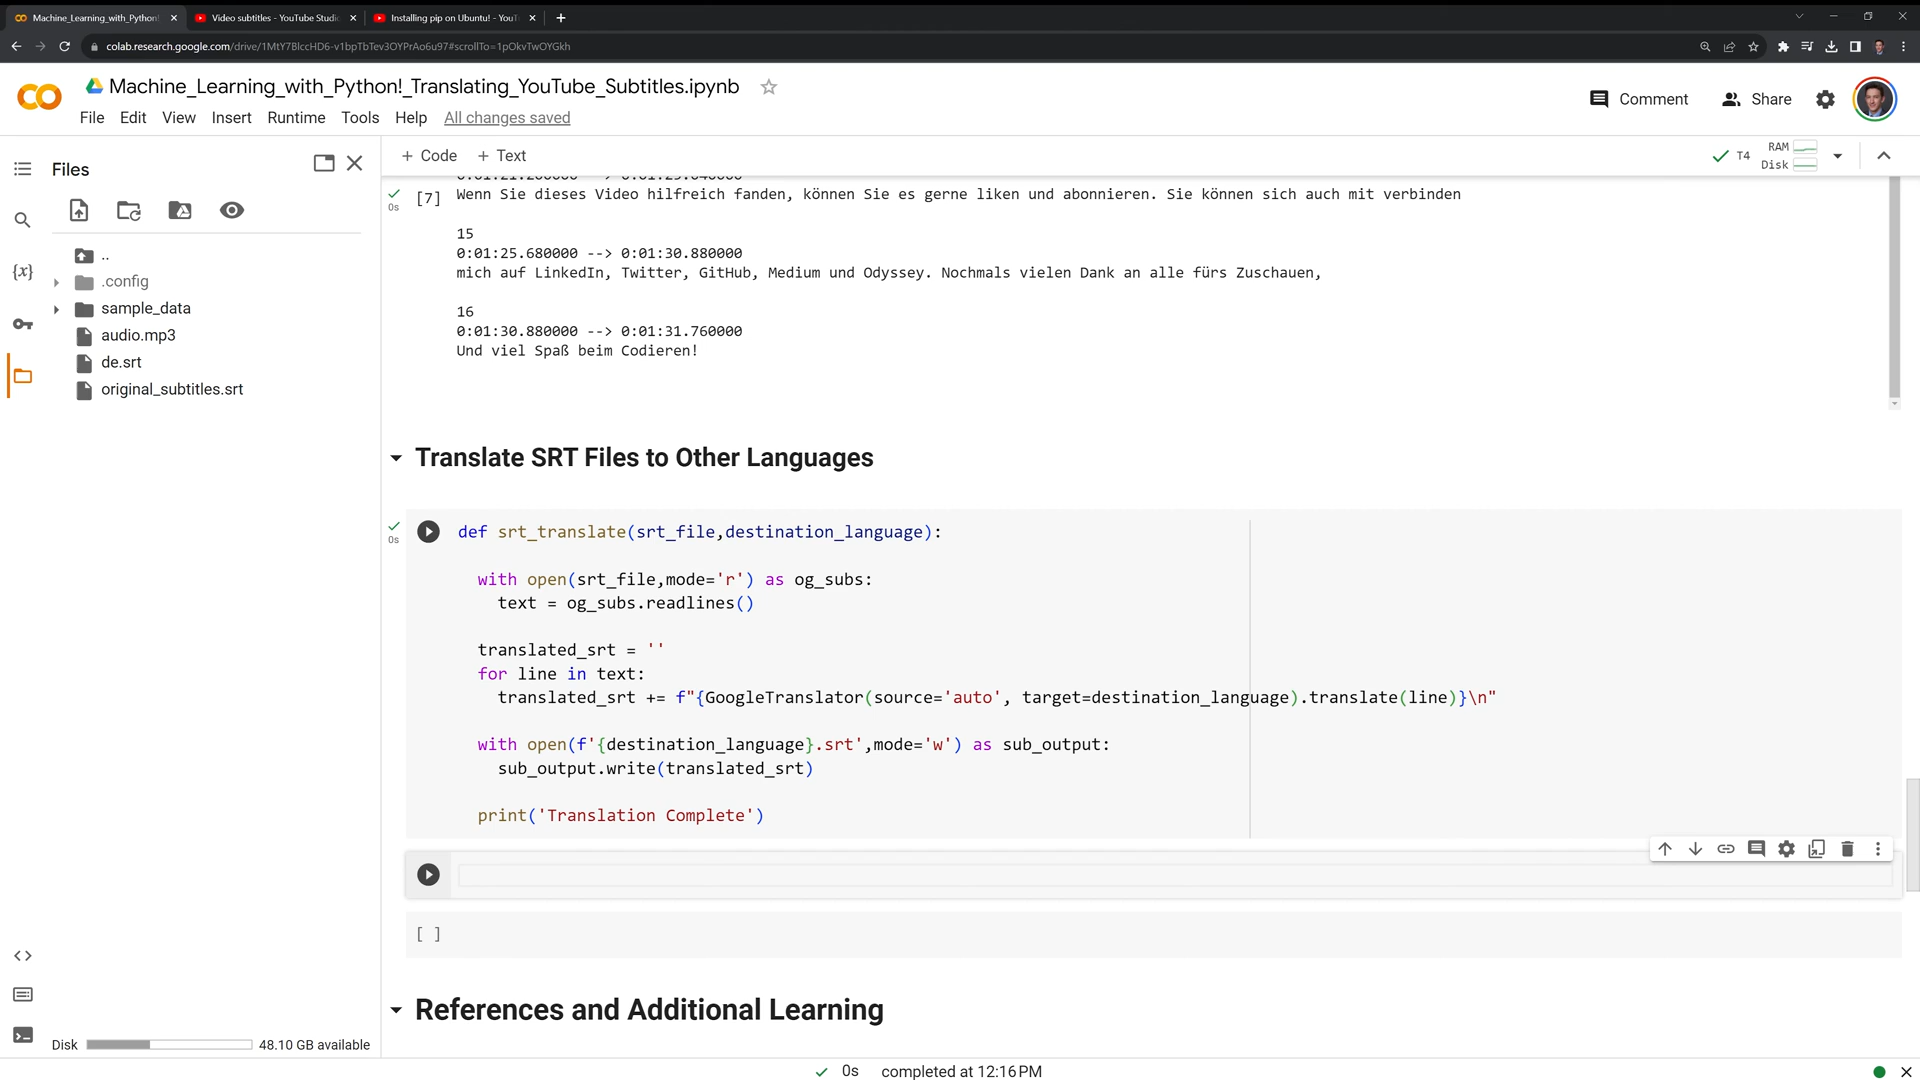 Machine_Learning_with_Python!
Video subtitles - YouTube Studio
Installing pip on Ubuntu! - YouT
colab.research.google.com/drive/1MtY7BlccHD6-v1bpTbTev3OYPrAo6u97#scrollTo=1pOkvTwOYGkh
Machine_Learning_with_Python!_Translating_YouTube_Subtitles.ipynb
File Edit View Insert Runtime Tools Help All changes saved
Comment
Share
Files
+ Code + Text
T4
RAM
Disk
..
.config
sample_data
audio.mp3
de.srt
original_subtitles.srt
0s
[7]
Wenn Sie dieses Video hilfreich fanden, können Sie es gerne liken und abonnieren. Sie können sich auch mit verbinden
15
0:01:25.680000 --> 0:01:30.880000
mich auf LinkedIn, Twitter, GitHub, Medium und Odyssey. Nochmals vielen Dank an alle fürs Zuschauen,
16
0:01:30.880000 --> 0:01:31.760000
Und viel Spaß beim Codieren!
Translate SRT Files to Other Languages
0s
def srt_translate(srt_file,destination_language):
with open(srt_file,mode='r') as og_subs:
text = og_subs.readlines()
translated_srt = ''
for line in text:
translated_srt += f"{GoogleTranslator(source='auto', target=destination_language).translate(line)}\n"
with open(f'{destination_language}.srt',mode='w') as sub_output:
sub_output.write(translated_srt)
print('Translation Complete')
[ ]
References and Additional Learning
Disk
48.10 GB available
0s completed at 12:16 PM